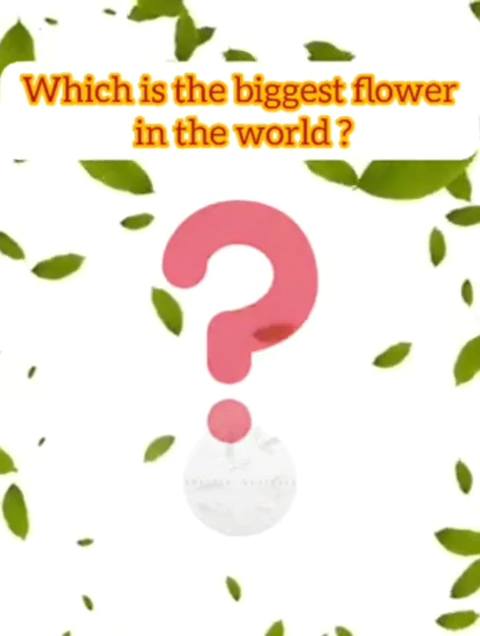 Which is the biggest flower
in the world ?